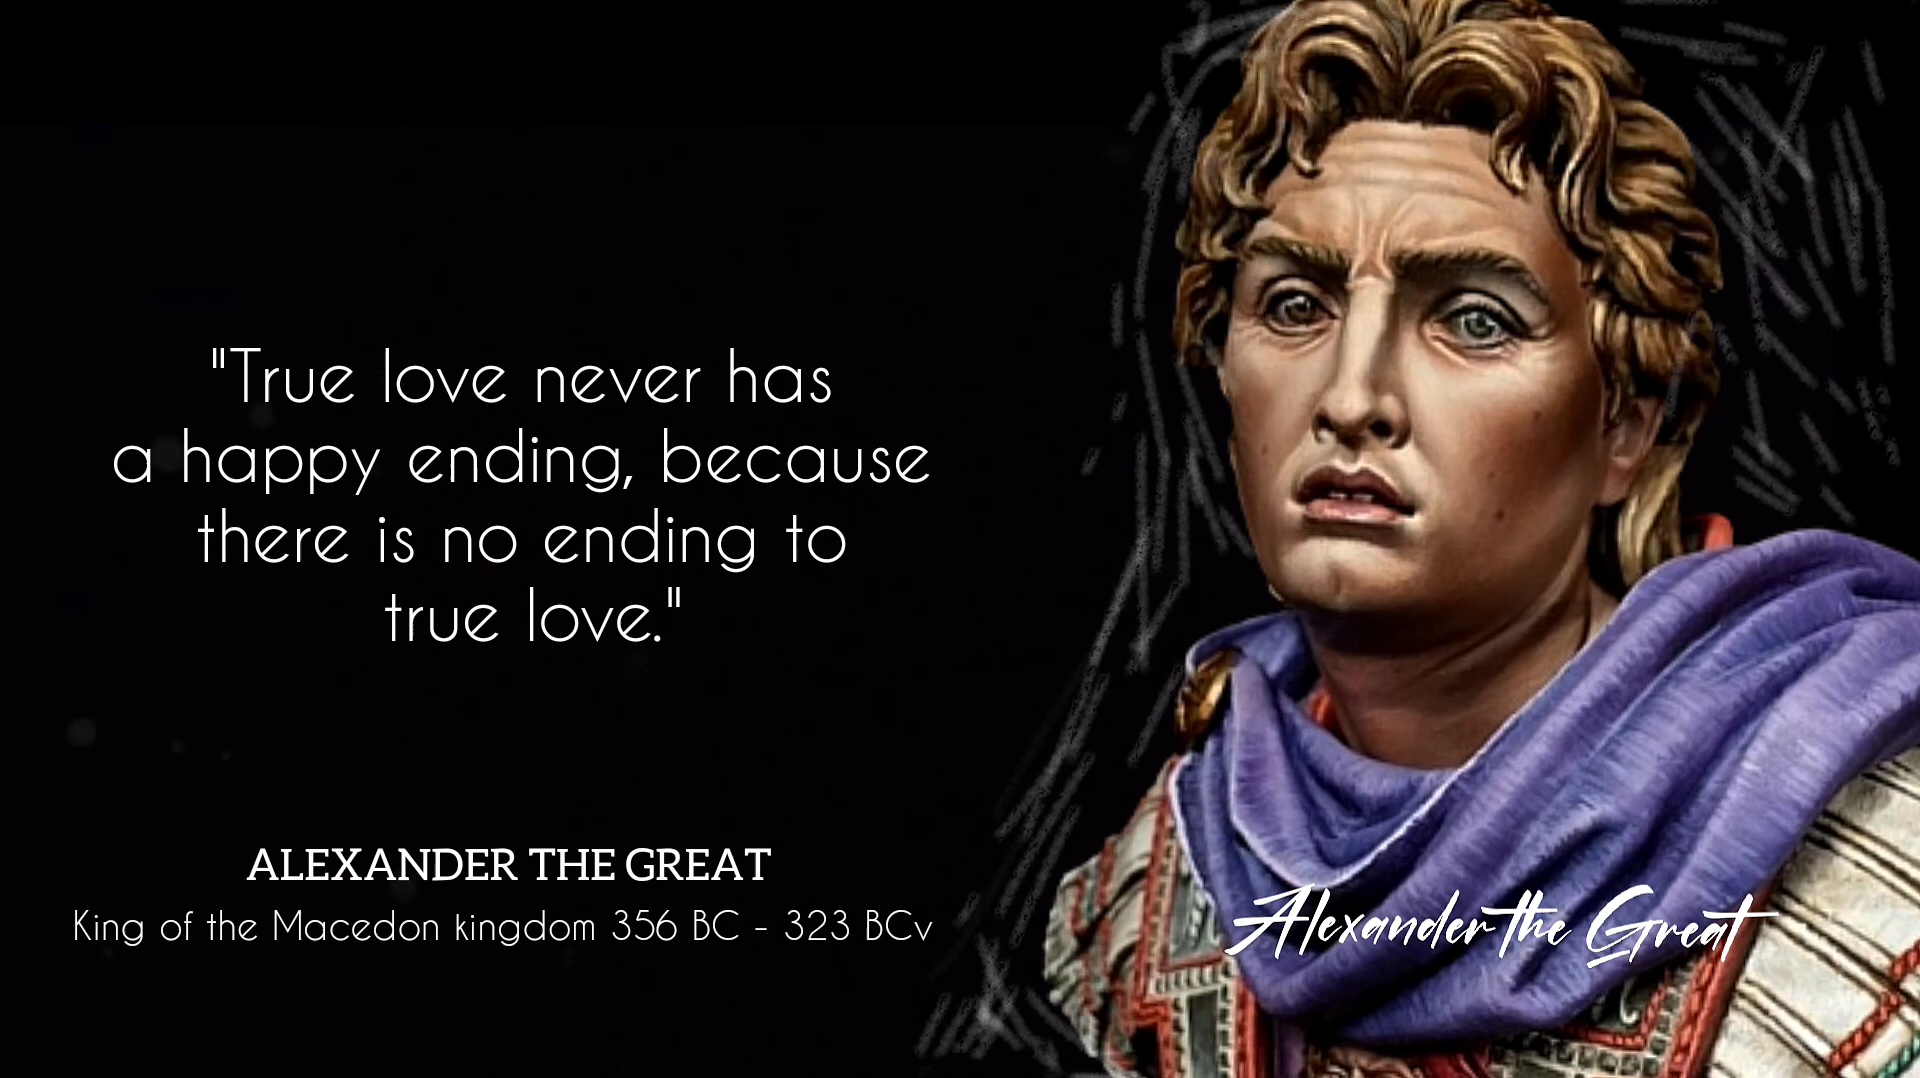 "True love never has
a happy ending, because
there is no ending to
true love."
ALEXANDER THE GREAT
King of the Macedon kingdom 356 BC - 323 BCv
Alexander the Great